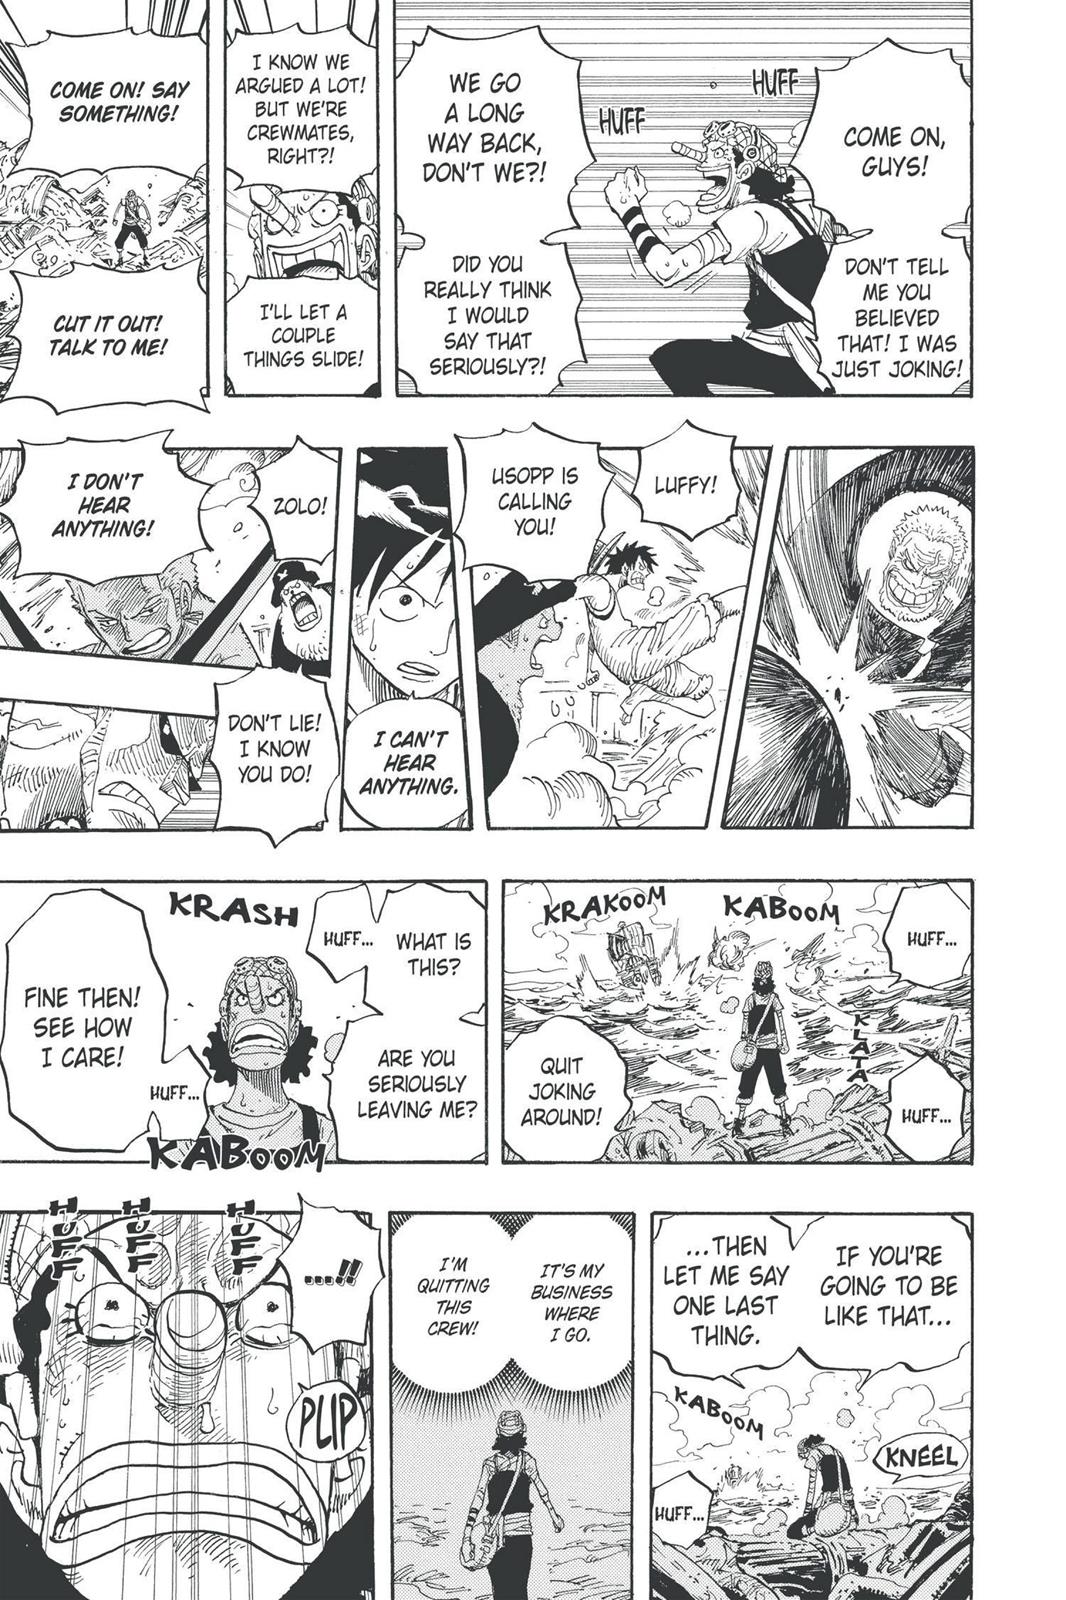 HUFF
HUFF
COME ON,
GUYS!
DON'T TELL
ME YOU
BELIEVED
THAT! I WAS
JUST JOKING!
WE GO
A LONG
WAY BACK,
DON'T WE?!
DID YOU
REALLY THINK
I WOULD
SAY THAT
SERIOUSLY?!
I KNOW WE
ARGUED A LOT!
BUT WE'RE
CREWMATES,
RIGHT?!
I'LL LET A
COUPLE
THINGS SLIDE!
COME ON! SAY
SOMETHING!
CUT IT OUT!
TALK TO ME!
LUFFY!
USOPP IS
CALLING
YOU!
I CAN'T
HEAR
ANYTHING.
ZOLO!
I DON'T
HEAR
ANYTHING!
DON'T LIE!
I KNOW
YOU DO!
HUFF...
KABOOM
KRAKOOM
KLATA
HUFF...
QUIT
JOKING
AROUND!
WHAT IS
THIS?
HUFF...
ARE YOU
SERIOUSLY
LEAVING ME?
KRASH
FINE THEN!
SEE HOW
I CARE!
HUFF...
KABOOM
IF YOU'RE
GOING TO BE
LIKE THAT...
...THEN
LET ME SAY
ONE LAST
THING.
KABOOM
KNEEL
HUFF...
IT'S MY
BUSINESS
WHERE
I GO.
I'M
QUITTING
THIS
CREW!
...!!
HUFF
HUFF
HUFF
PLIP